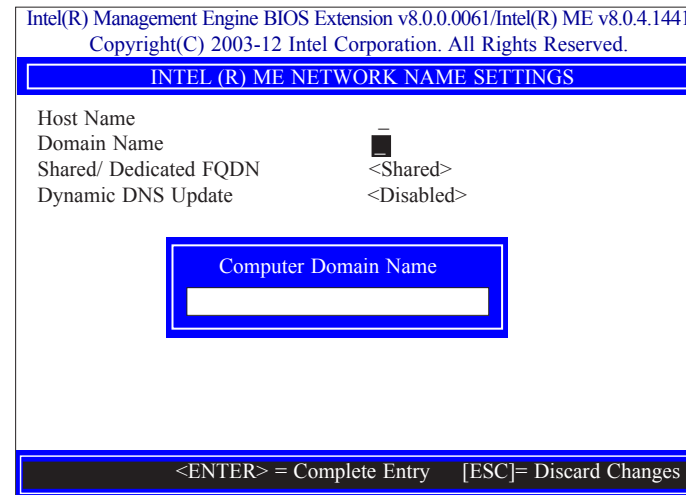 Intel(R) Management Engine BIOS Extension v8.0.0.0061/Intel(R) ME v8.0.4.1441
Copyright(C) 2003-12 Intel Corporation. All Rights Reserved.
INTEL (R) ME NETWORK NAME SETTINGS
Host Name _
Domain Name _
Shared/ Dedicated FQDN <Shared>
Dynamic DNS Update <Disabled>
Computer Domain Name
<ENTER> = Complete Entry [ESC]= Discard Changes